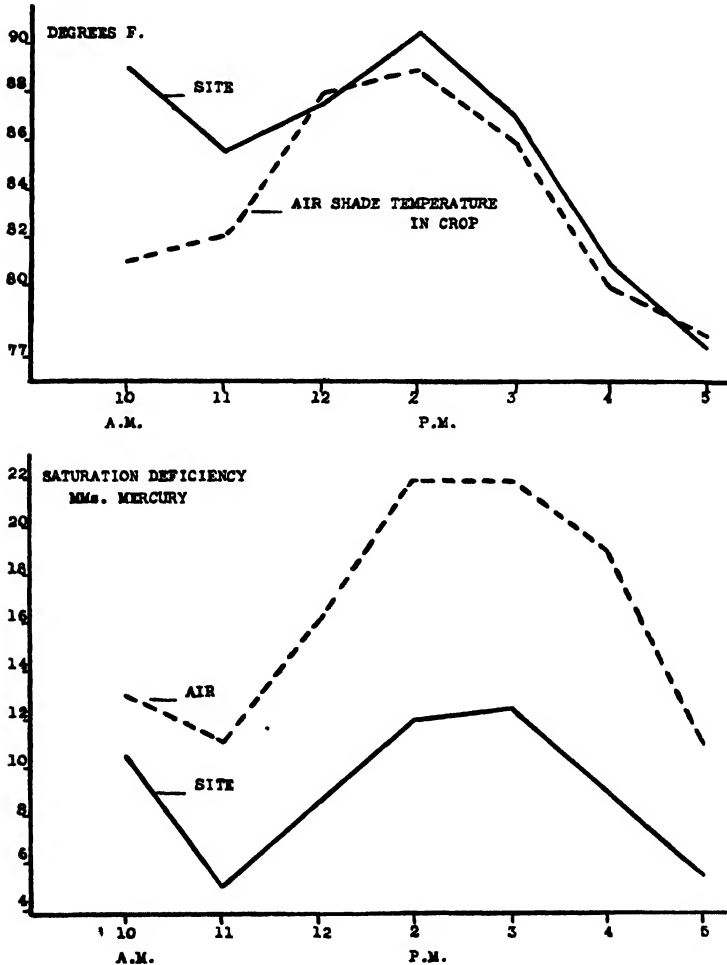 DEGREES F.
90
88
86
84
82
80
77
SITE
AIR SHADE TEMPERATURE
IN CROP
10 11 12 2 3 4 5
A.M. P.M.
SATURATION DEFICIENCY
MMs. MERCURY
22
20
18
16
14
12
10
8
6
4
AIR
SITE
10 11 12 2 3 4 5
A.M. P.M.